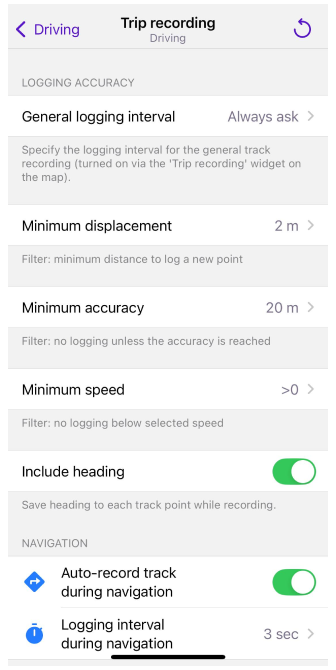 Driving
Trip recording
Driving
LOGGING ACCURACY
General logging interval Always ask
Specify the logging interval for the general track
recording (turned on via the 'Trip recording' widget on
the map).
Minimum displacement 2 m
Filter: minimum distance to log a new point
Minimum accuracy 20 m
Filter: no logging unless the accuracy is reached
Minimum speed >0
Filter: no logging below selected speed
Include heading
Save heading to each track point while recording.
NAVIGATION
Auto-record track
during navigation
Logging interval
during navigation 3 sec